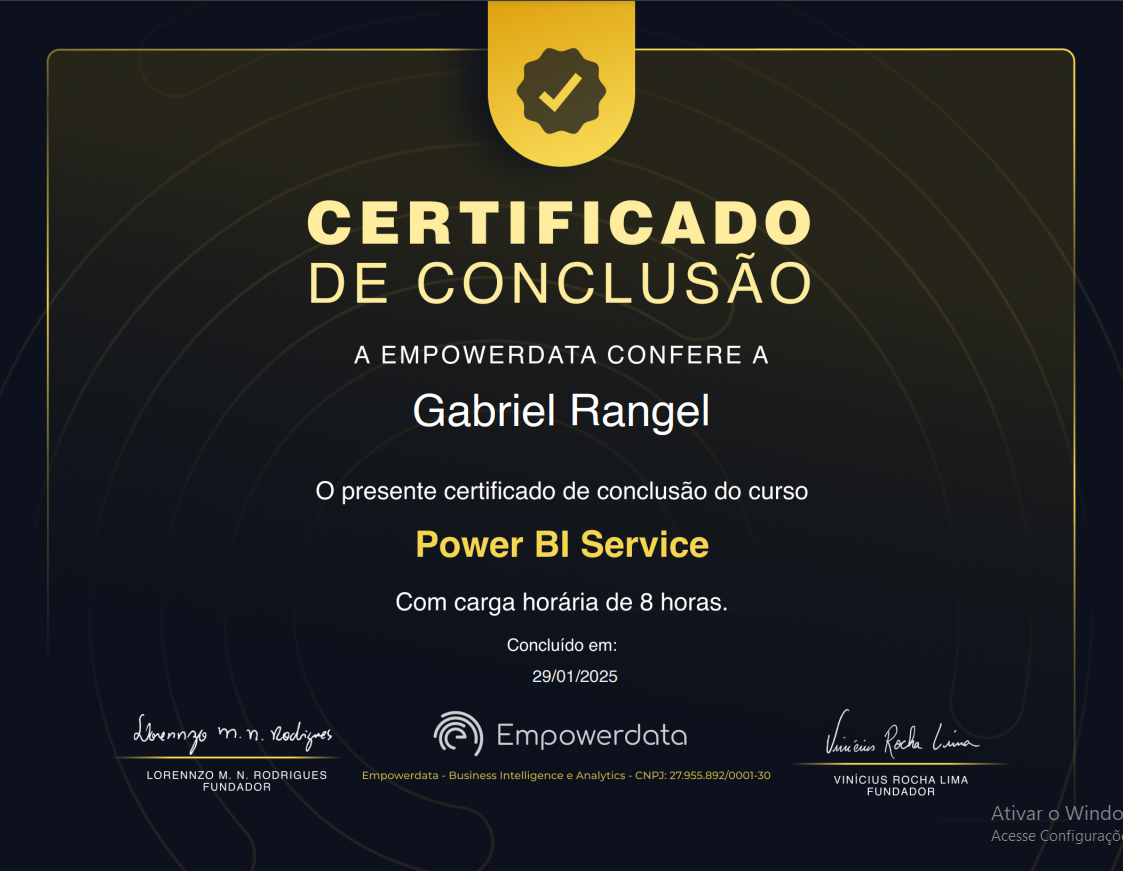 CERTIFICADO
DE CONCLUSÃO
A EMPOWERDATA CONFERE A
Gabriel Rangel
O presente certificado de conclusão do curso
Power BI Service
Com carga horária de 8 horas.
Concluído em:
29/01/2025
Lorennzo M. N. Rodrigues
LORENNZO M. N. RODRIGUES
FUNDADOR
Empowerdata
Empowerdata - Business Intelligence e Analytics - CNPJ: 27.955.892/0001-30
Vinícius Rocha Lima
VINÍCIUS ROCHA LIMA
FUNDADOR
Ativar o Windo
Acesse Configuraçõ